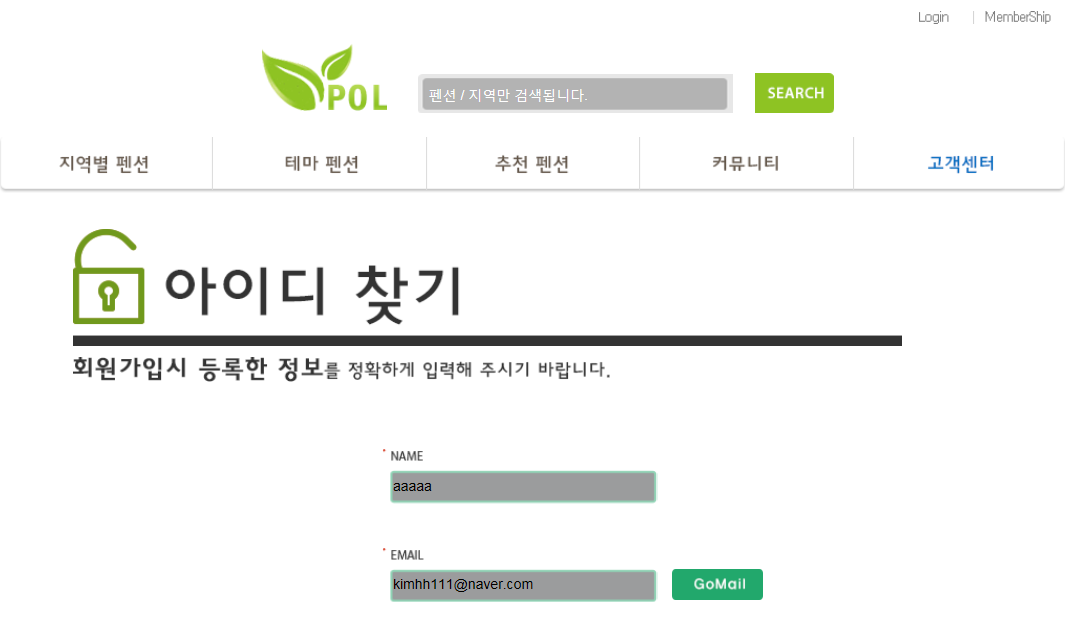 Login | MemberShip
POL
펜션 / 지역만 검색됩니다.
SEARCH
지역별 펜션 테마 펜션 추천 펜션 커뮤니티 고객센터
아이디 찾기
회원가입시 등록한 정보를 정확하게 입력해 주시기 바랍니다.
NAME
aaaaa
EMAIL
kimhh111@naver.com GoMail